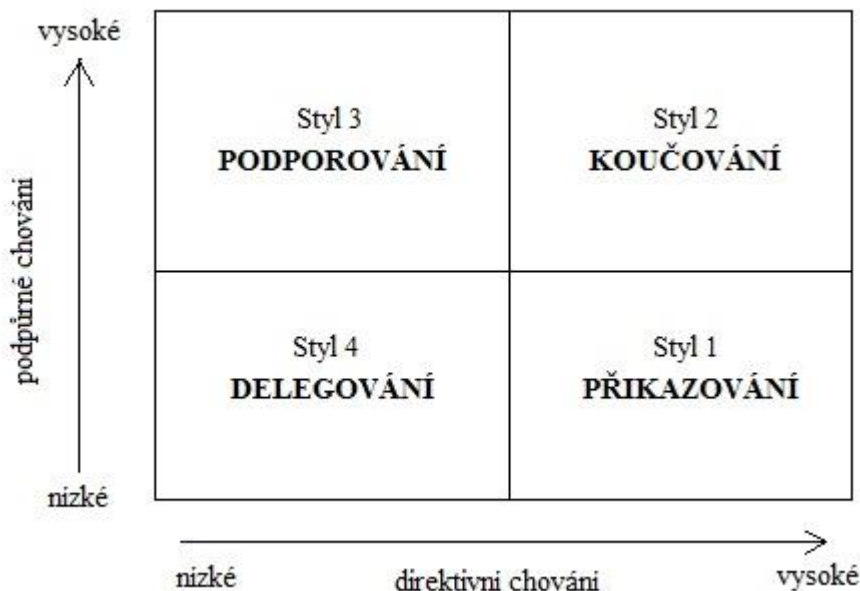 vysoké
Styl 3
PODPOROVÁNÍ
Styl 2
KOUČOVÁNÍ
podpůrné chování
Styl 4
DELEGOVÁNÍ
Styl 1
PŘIKAZOVÁNÍ
nízké
nízké
direktivní chování
vysoké